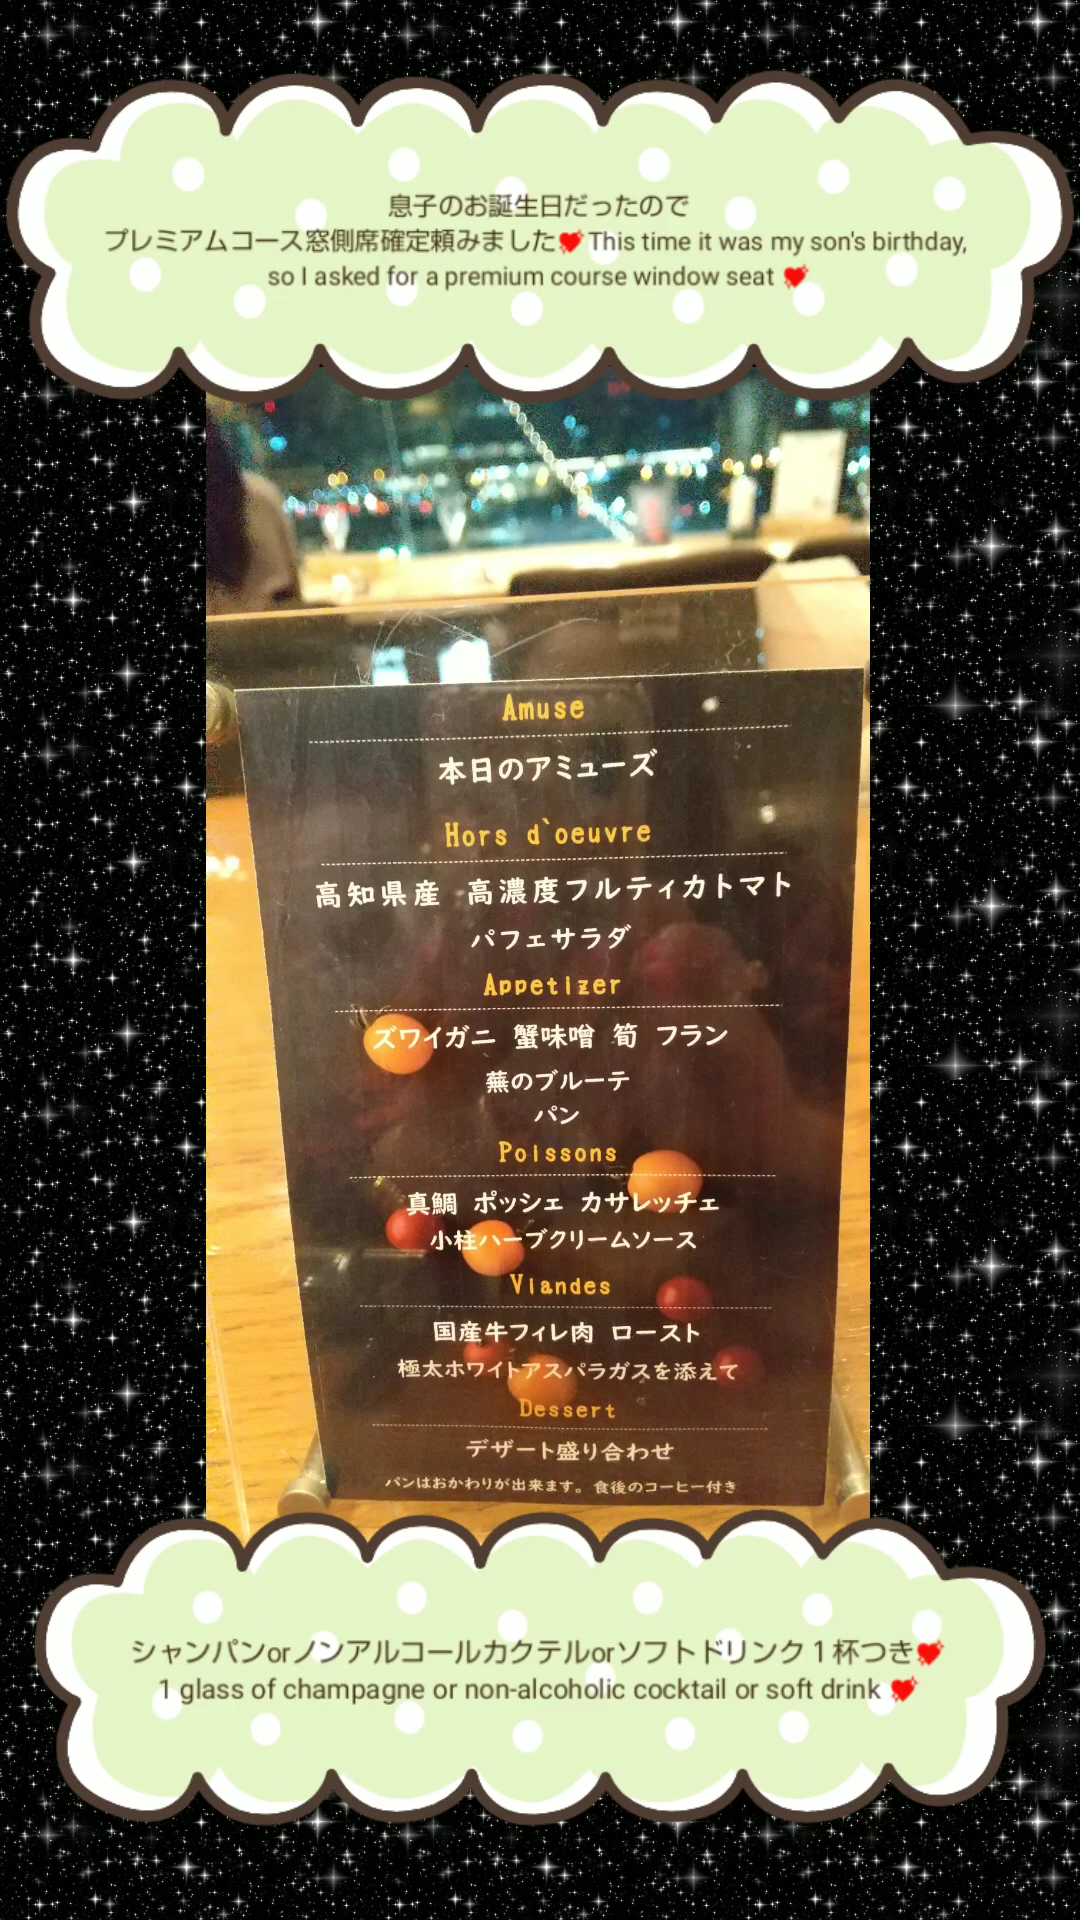 息子のお誕生日だったので
プレミアムコース窓側席確定頼みました💕This time it was my son's birthday,
so I asked for a premium course window seat 💕
Amuse
本日のアミューズ
Hors d`oeuvre
高知県産 高濃度フルティカトマト
パフェサラダ
Appetizer
ズワイガニ 蟹味噌 筍 フラン
蕪のブルーテ
パン
Poissons
真鯛 ポッシェ カサレッチェ
小柱ハーブクリームソース
Viandes
国産牛フィレ肉 ロースト
極太ホワイトアスパラガスを添えて
Dessert
デザート盛り合わせ
パンはおかわりが出来ます。食後のコーヒー付き
シャンパンorノンアルコールカクテルorソフトドリンク１杯つき💕
1 glass of champagne or non-alcoholic cocktail or soft drink 💕